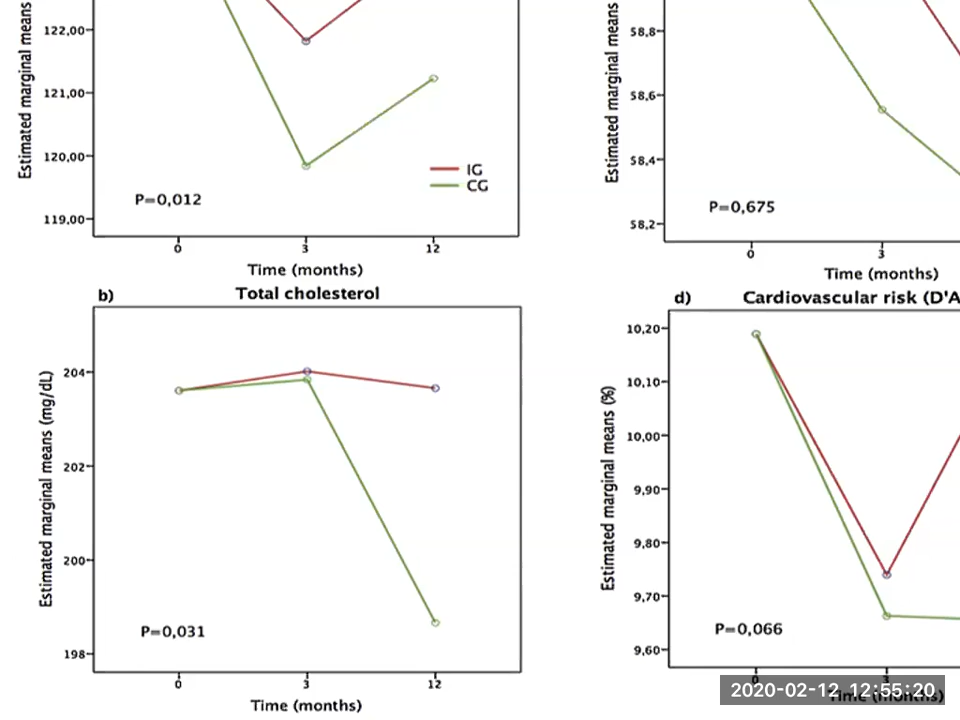 Estimated marginal means
122,00
121,00
120,00
119,00
P=0,012
IG
CG
0
3
12
Time (months)
Estimated marginal means
58,8
58,6
58,4
58,2
P=0,675
0
3
Time (months)
b)
Total cholesterol
Estimated marginal means (mg/dL)
204
202
200
198
P=0,031
0
3
12
Time (months)
d)
Cardiovascular risk (D'A
Estimated marginal means (%)
10,20
10,10
10,00
9,90
9,80
9,70
9,60
P=0,066
0
3
Time (months)
2020-02-12 12:55:20